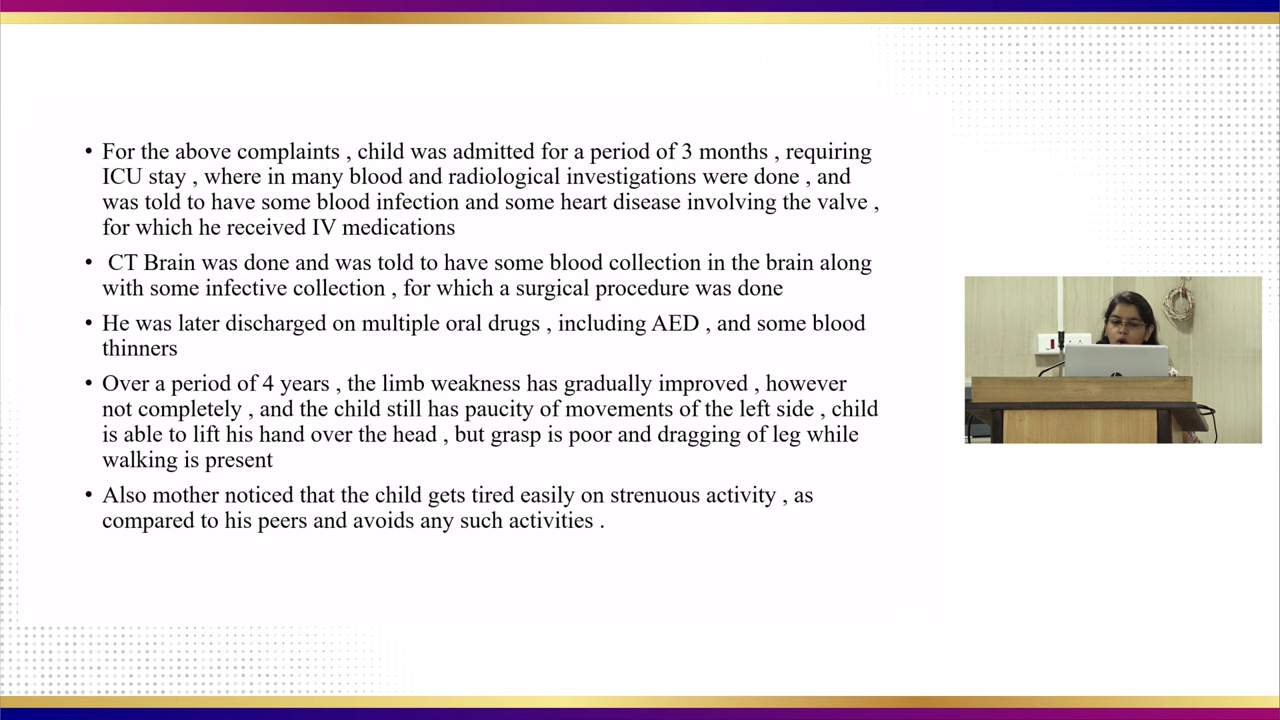 • For the above complaints , child was admitted for a period of 3 months , requiring
ICU stay , where in many blood and radiological investigations were done , and
was told to have some blood infection and some heart disease involving the valve ,
for which he received IV medications
• CT Brain was done and was told to have some blood collection in the brain along
with some infective collection , for which a surgical procedure was done
• He was later discharged on multiple oral drugs , including AED , and some blood
thinners
• Over a period of 4 years , the limb weakness has gradually improved , however
not completely , and the child still has paucity of movements of the left side , child
is able to lift his hand over the head , but grasp is poor and dragging of leg while
walking is present
• Also mother noticed that the child gets tired easily on strenuous activity , as
compared to his peers and avoids any such activities .